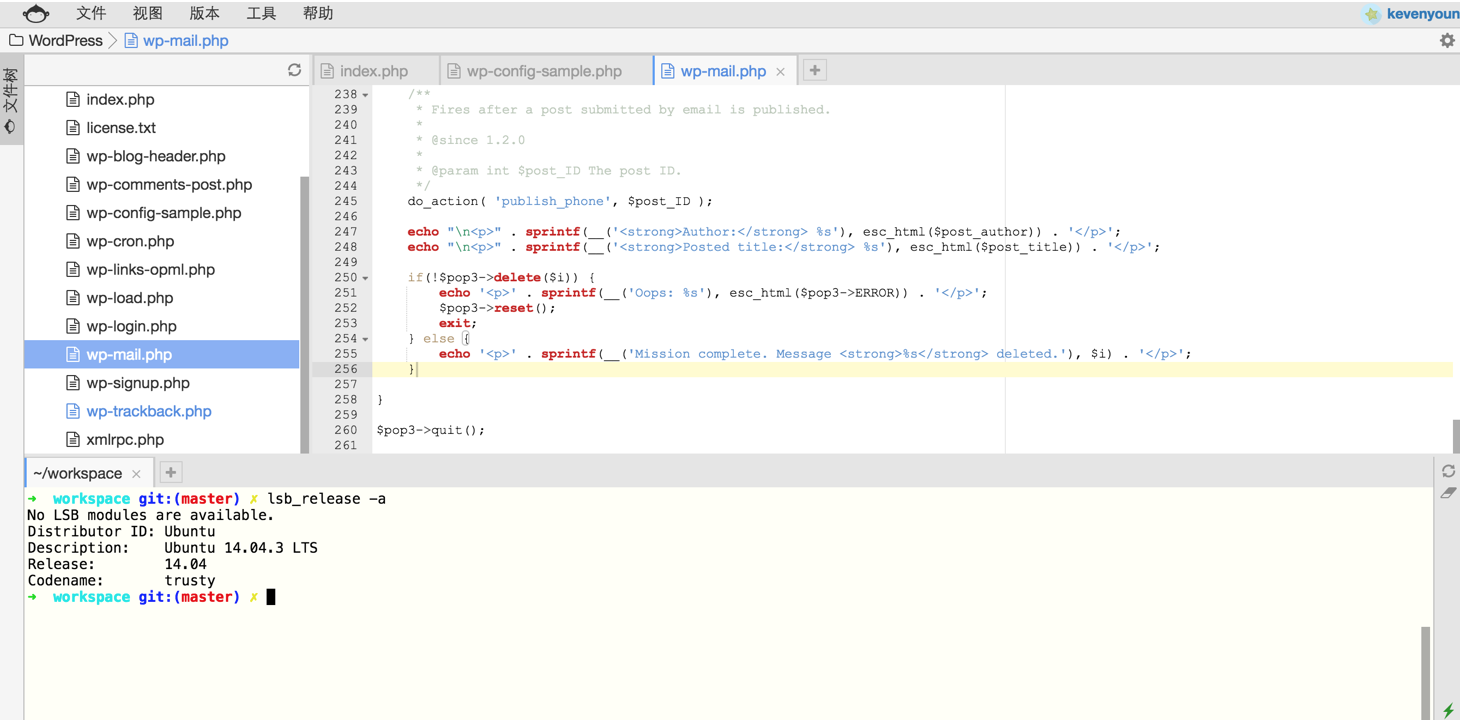 文件 视图 版本 工具 帮助 kevenyoun
WordPress wp-mail.php
文件树
index.php wp-config-sample.php wp-mail.php × +
index.php
license.txt
wp-blog-header.php
wp-comments-post.php
wp-config-sample.php
wp-cron.php
wp-links-opml.php
wp-load.php
wp-login.php
wp-mail.php
wp-signup.php
wp-trackback.php
xmlrpc.php
238 /**
239 * Fires after a post submitted by email is published.
240 *
241 * @since 1.2.0
242 *
243 * @param int $post_ID The post ID.
244 */
245 do_action( 'publish_phone', $post_ID );
246
247 echo "\n<p>" . sprintf(__('<strong>Author:</strong> %s'), esc_html($post_author)) . '</p>';
248 echo "\n<p>" . sprintf(__('<strong>Posted title:</strong> %s'), esc_html($post_title)) . '</p>';
249
250 if(!$pop3->delete($i)) {
251 echo '<p>' . sprintf(__('Oops: %s'), esc_html($pop3->ERROR)) . '</p>';
252 $pop3->reset();
253 exit;
254 } else {
255 echo '<p>' . sprintf(__('Mission complete. Message <strong>%s</strong> deleted.'), $i) . '</p>';
256 }
257
258 }
259
260 $pop3->quit();
261
~/workspace × +
➜ workspace git:(master) ✗ lsb_release -a
No LSB modules are available.
Distributor ID: Ubuntu
Description: Ubuntu 14.04.3 LTS
Release: 14.04
Codename: trusty
➜ workspace git:(master) ✗